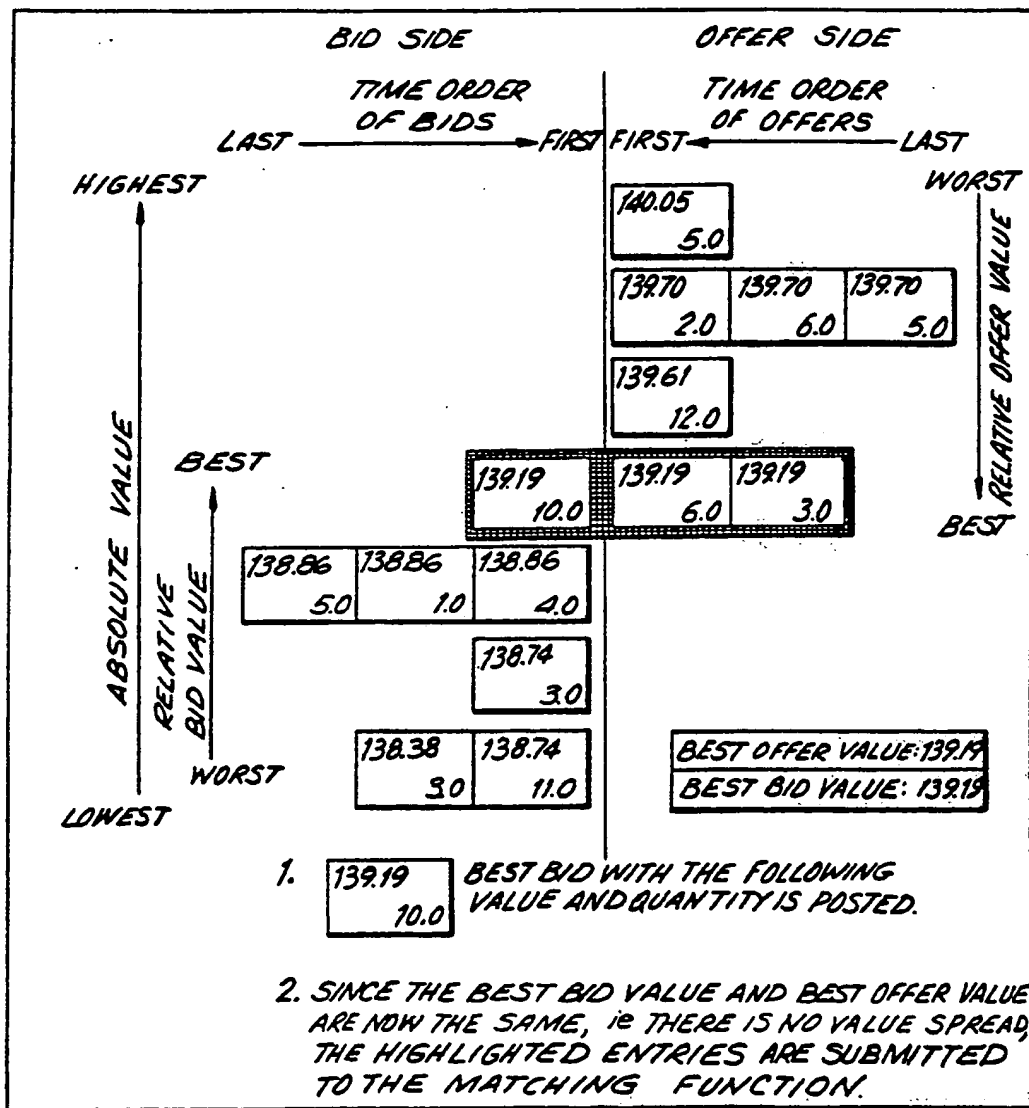 BID SIDE
OFFER SIDE
TIME ORDER
OF BIDS
TIME ORDER
OF OFFERS
LAST
FIRST
FIRST
LAST
HIGHEST
WORST
140.05
5.0
139.70 139.70 139.70
2.0 6.0 5.0
RELATIVE OFFER VALUE
139.61
12.0
ABSOLUTE VALUE
BEST
139.19 139.19 139.19
10.0 6.0 3.0
BEST
138.86 138.86 138.86
5.0 1.0 4.0
RELATIVE
BID VALUE
138.74
3.0
138.38 138.74
3.0 11.0
WORST
LOWEST
BEST OFFER VALUE: 139.19
BEST BID VALUE: 139.19
1. 139.19
10.0
BEST BID WITH THE FOLLOWING
VALUE AND QUANTITY IS POSTED.
2. SINCE THE BEST BID VALUE AND BEST OFFER VALUE
ARE NOW THE SAME, ie THERE IS NO VALUE SPREAD,
THE HIGHLIGHTED ENTRIES ARE SUBMITTED
TO THE MATCHING FUNCTION.